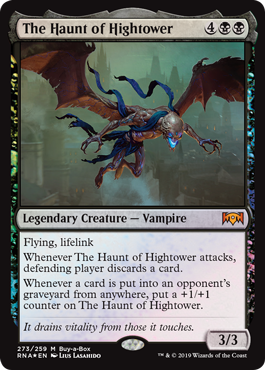 The Haunt of Hightower 4
Legendary Creature — Vampire
Flying, lifelink
Whenever The Haunt of Hightower attacks,
defending player discards a card.
Whenever a card is put into an opponent's
graveyard from anywhere, put a +1/+1
counter on The Haunt of Hightower.
It drains vitality from those it touches.
3/3
273/259 M Buy-a-Box
RNA★EN Lius Lasahido
™ & © 2019 Wizards of the Coast